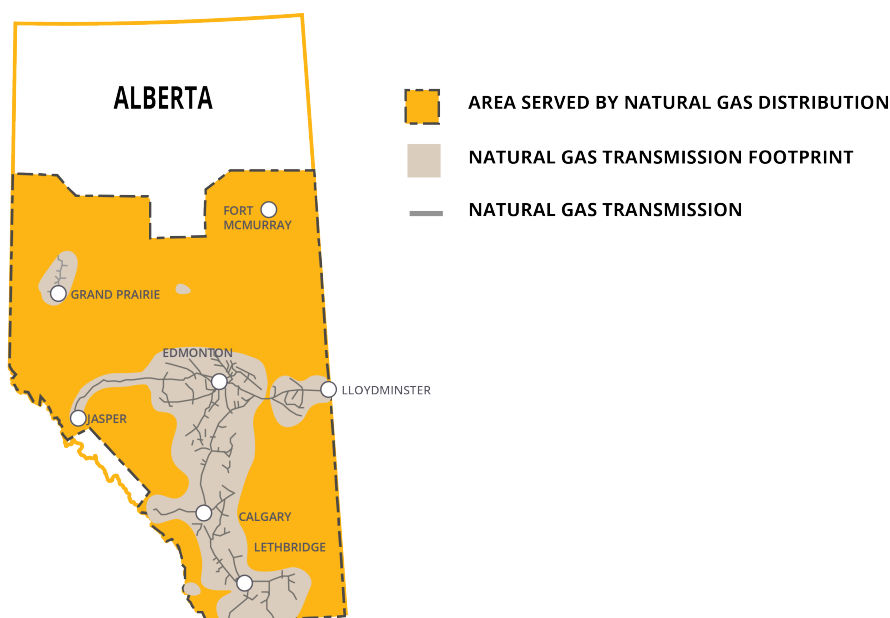 ALBERTA
AREA SERVED BY NATURAL GAS DISTRIBUTION
NATURAL GAS TRANSMISSION FOOTPRINT
NATURAL GAS TRANSMISSION
FORT
MCMURRAY
GRAND PRAIRIE
EDMONTON
LLOYDMINSTER
JASPER
CALGARY
LETHBRIDGE